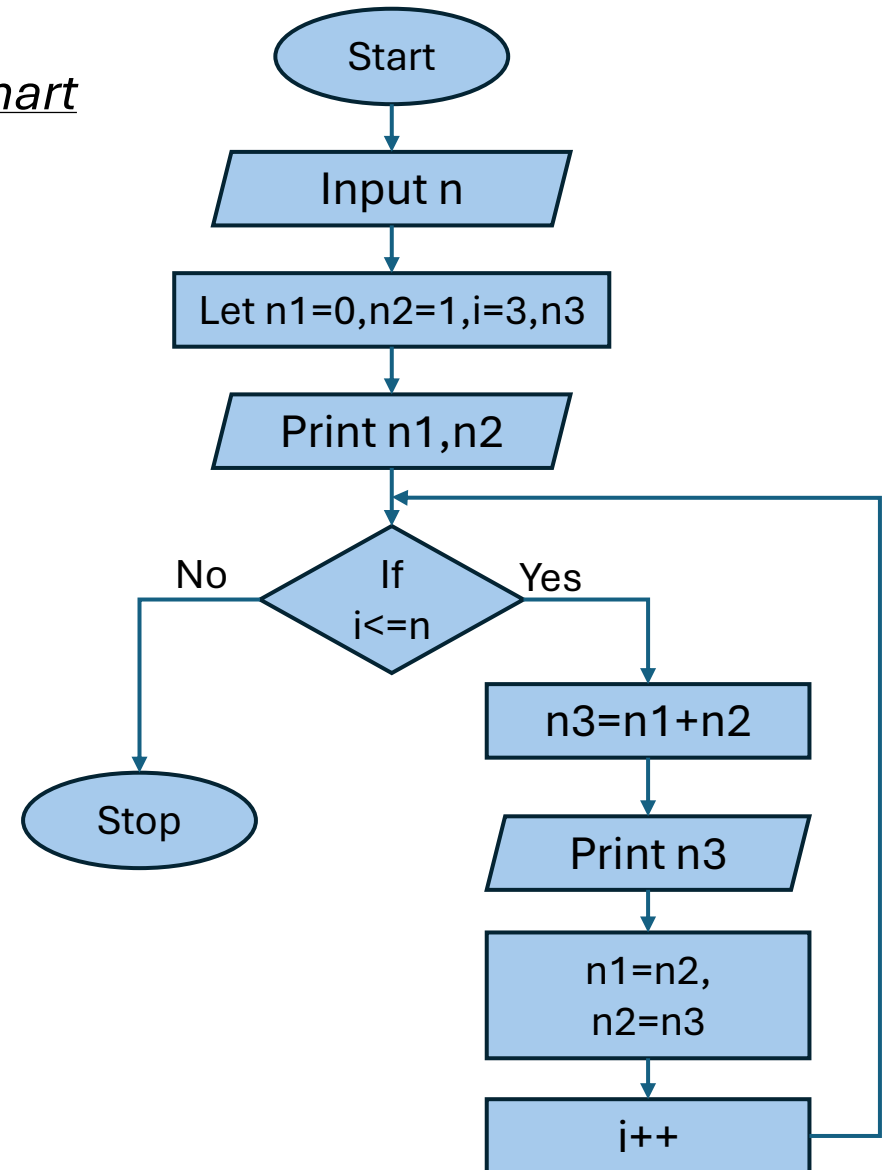 Start
Input n
Let n1=0,n2=1,i=3,n3
Print n1,n2
If
i<=n
No
Yes
n3=n1+n2
Stop
Print n3
n1=n2,
n2=n3
i++